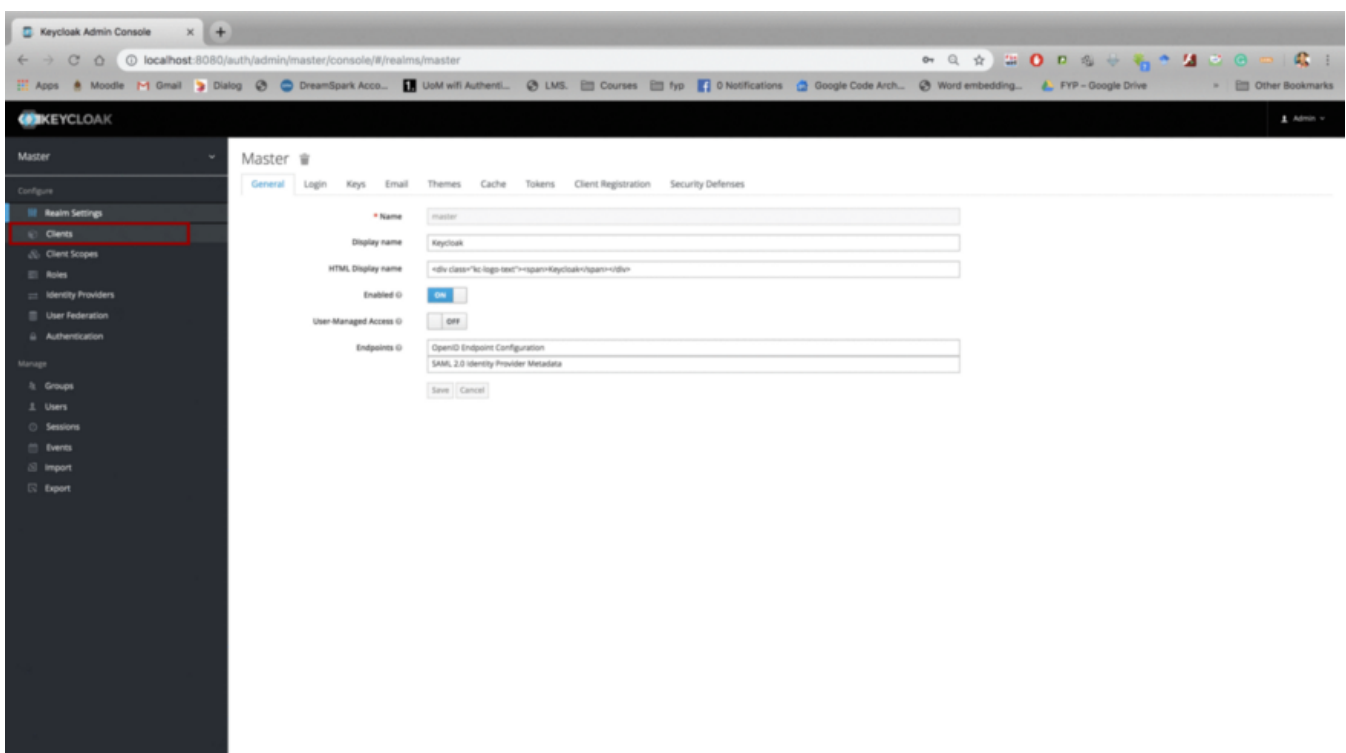 Keycloak Admin Console
localhost:8080/auth/admin/master/console/#/realms/master
Apps Moodle Gmail Dialog DreamSpark Acco... UoM wifi Authenti... LMS. Courses fyp 0 Notifications Google Code Arch... Word embedding... FYP – Google Drive » Other Bookmarks
KEYCLOAK
Admin
Master
Configure
Realm Settings
Clients
Client Scopes
Roles
Identity Providers
User Federation
Authentication
Manage
Groups
Users
Sessions
Events
Import
Export
Master
General Login Keys Email Themes Cache Tokens Client Registration Security Defenses
* Name master
Display name Keycloak
HTML Display name <div class="kc-logo-text"><span>Keycloak</span></div>
Enabled ON
User-Managed Access OFF
Endpoints OpenID Endpoint Configuration
SAML 2.0 Identity Provider Metadata
Save Cancel